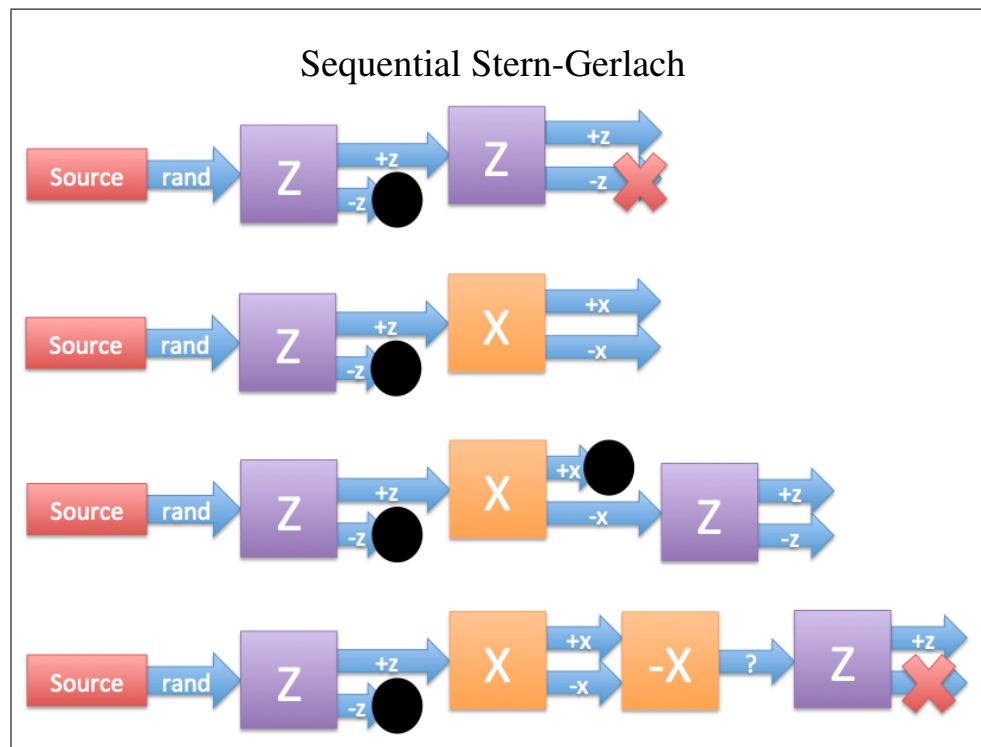 Sequential Stern-Gerlach
Source rand Z +z -z Z +z -z
Source rand Z +z -z X +x -x
Source rand Z +z -z X +x -x Z +z -z
Source rand Z +z -z X +x -x -X ? Z +z